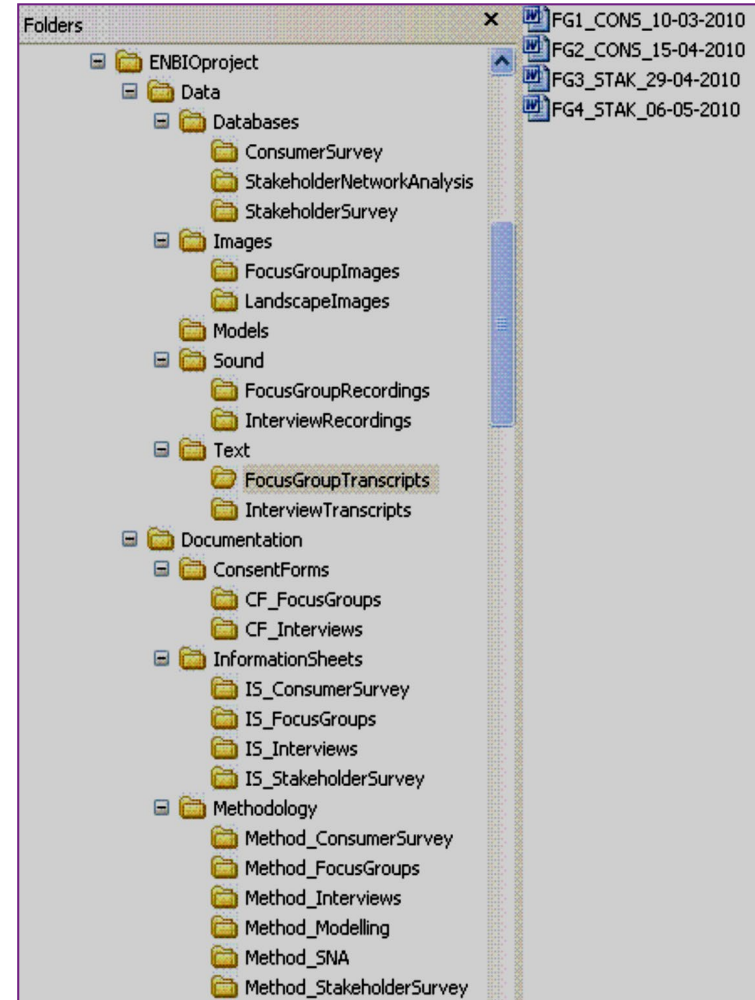 Folders
ENBIOproject
Data
Databases
ConsumerSurvey
StakeholderNetworkAnalysis
StakeholderSurvey
Images
FocusGroupImages
LandscapeImages
Models
Sound
FocusGroupRecordings
InterviewRecordings
Text
FocusGroupTranscripts
InterviewTranscripts
Documentation
ConsentForms
CF_FocusGroups
CF_Interviews
InformationSheets
IS_ConsumerSurvey
IS_FocusGroups
IS_Interviews
IS_StakeholderSurvey
Methodology
Method_ConsumerSurvey
Method_FocusGroups
Method_Interviews
Method_Modelling
Method_SNA
Method_StakeholderSurvey
FG1_CONS_10-03-2010
FG2_CONS_15-04-2010
FG3_STAK_29-04-2010
FG4_STAK_06-05-2010